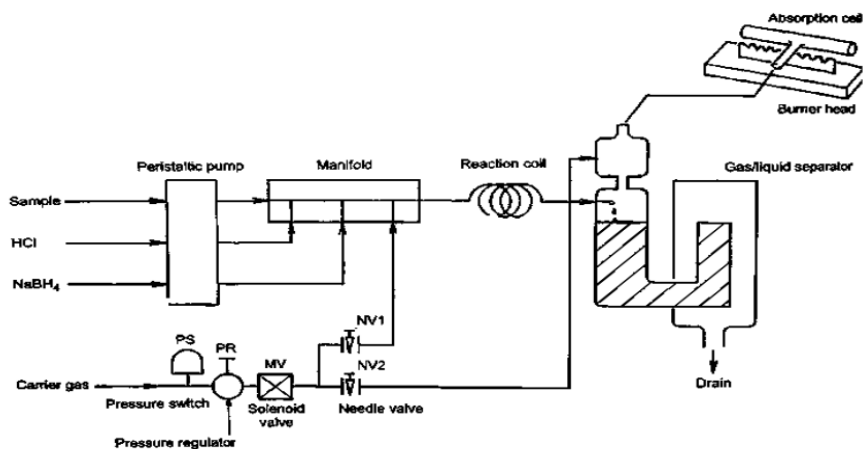 Absorption cell
Burner head
Peristaltic pump
Manifold
Reaction coil
Gas/liquid separator
Sample
HCl
NaBH4
NV1
PS
PR
MV
NV2
Carrier gas
Pressure switch
Solenoid
valve
Needle valve
Drain
Pressure regulator